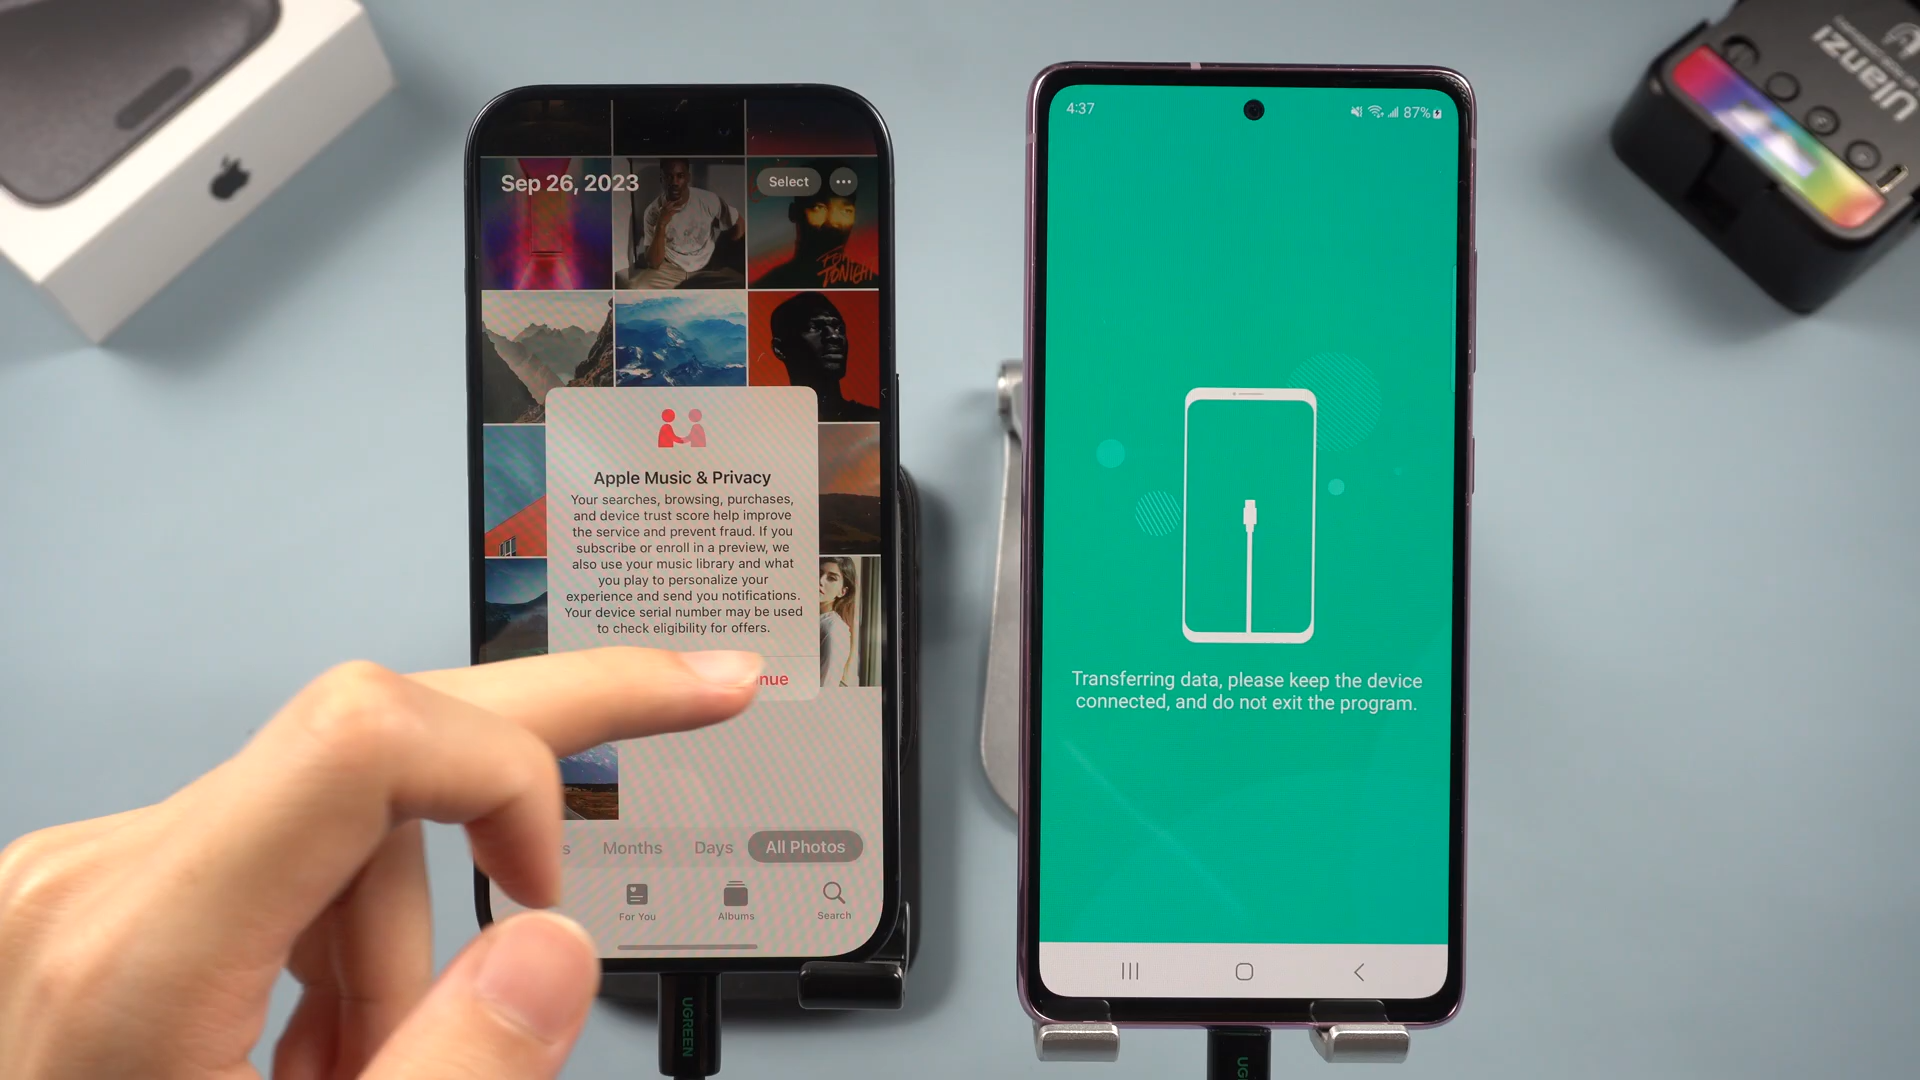 Sep 26, 2023
Select
TONIGHT
Apple Music & Privacy
Your searches, browsing, purchases,
and device trust score help improve
the service and prevent fraud. If you
subscribe or enroll in a preview, we
also use your music library and what
you play to personalize your
experience and send you notifications.
Your device serial number may be used
to check eligibility for offers.
nue
s
Months
Days
All Photos
For You
Albums
Search
UGREEN
4:37
87%
Transferring data, please keep the device
connected, and do not exit the program.
UG
Ulanzi